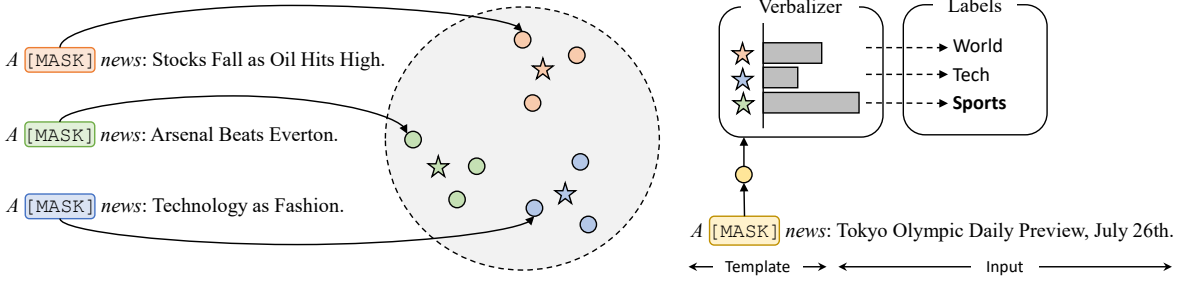 A [MASK] news: Stocks Fall as Oil Hits High.
A [MASK] news: Arsenal Beats Everton.
A [MASK] news: Technology as Fashion.
Verbalizer
Labels
World
Tech
Sports
A [MASK] news: Tokyo Olympic Daily Preview, July 26th.
Template
Input